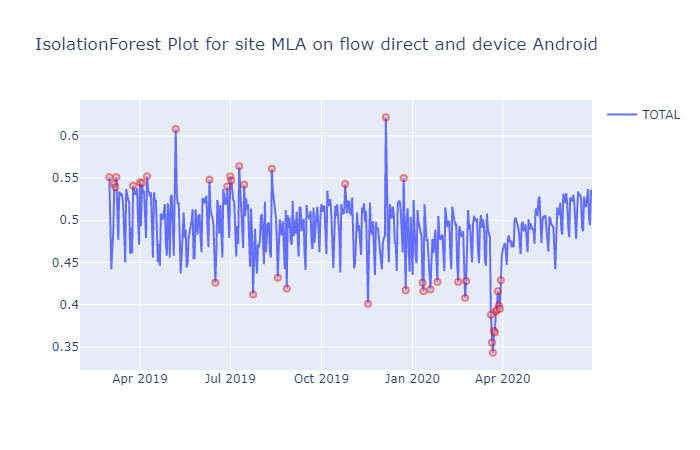 IsolationForest Plot for site MLA on flow direct and device Android
TOTAL
0.6
0.55
0.5
0.45
0.4
0.35
Apr 2019
Jul 2019
Oct 2019
Jan 2020
Apr 2020